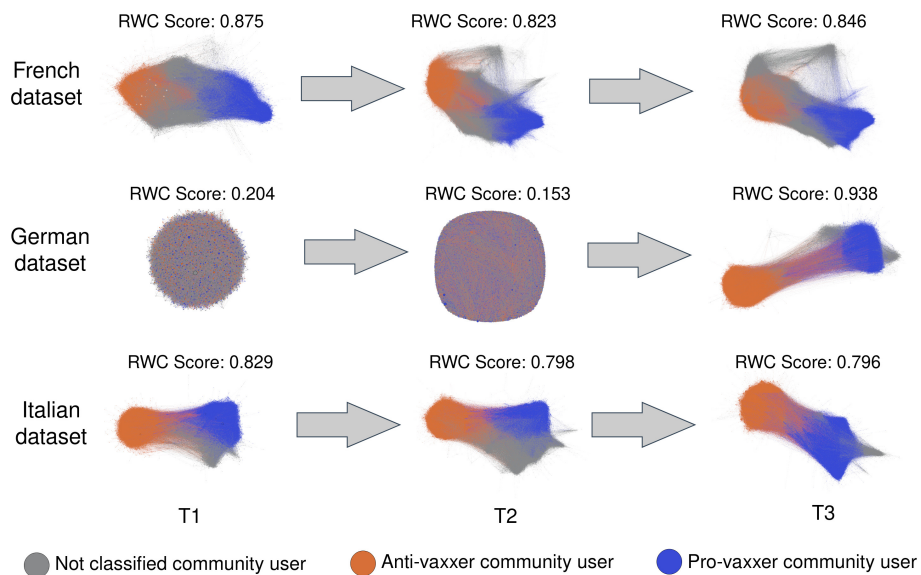 RWC Score: 0.875
RWC Score: 0.823
RWC Score: 0.846
French
dataset
RWC Score: 0.204
RWC Score: 0.153
RWC Score: 0.938
German
dataset
RWC Score: 0.829
RWC Score: 0.798
RWC Score: 0.796
Italian
dataset
T1
T2
T3
Not classified community user
Anti-vaxxer community user
Pro-vaxxer community user